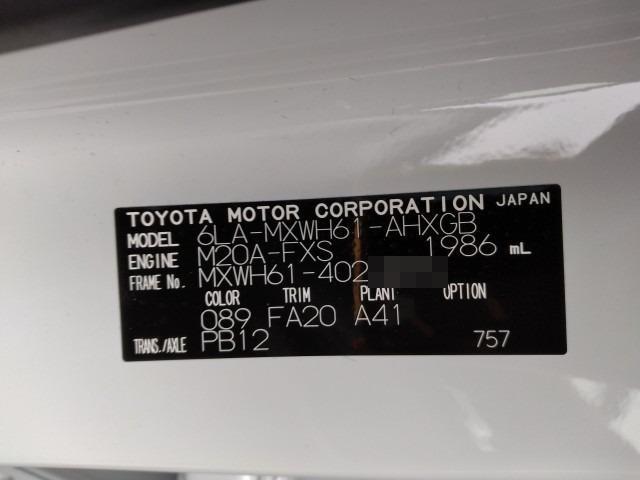 TOYOTA MOTOR CORPORATION JAPAN
MODEL 6LA-MXWH61-AHXGB
ENGINE M20A-FXS 1986 mL
FRAME No. MXWH61-402
COLOR TRIM PLANT OPTION
089 FA20 A41
TRANS./AXLE PB12 757